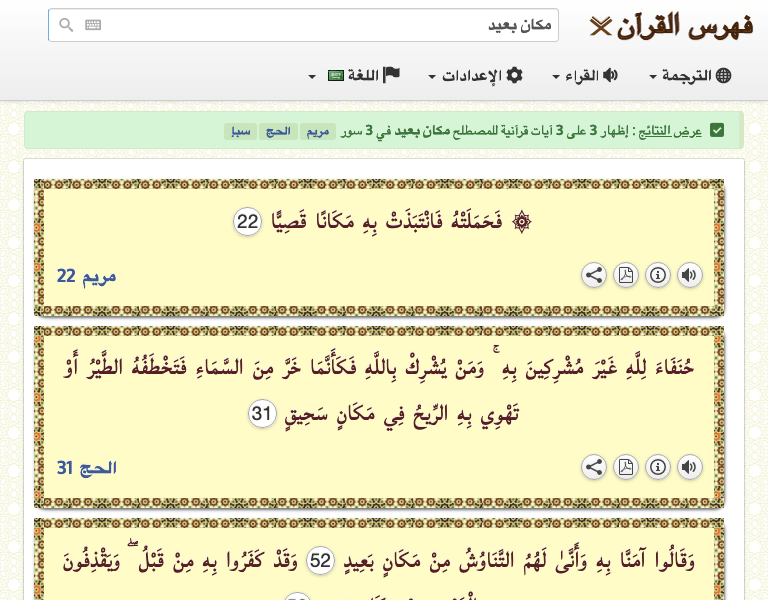 فهرس القرآن
مكان بعيد
الترجمة القراء الإعدادات اللغة
عرض النتائج : إظهار 3 على 3 آيات قرآنية للمصطلح مكان بعيد في 3 سور مريم الحج سبإ
۞ فَحَمَلَتْهُ فَانْتَبَذَتْ بِهِ مَكَانًا قَصِيًّا 22
مريم 22
حُنَفَاءَ لِلَّهِ غَيْرَ مُشْرِكِينَ بِهِ ۚ وَمَنْ يُشْرِكْ بِاللَّهِ فَكَأَنَّمَا خَرَّ مِنَ السَّمَاءِ فَتَخْطَفُهُ الطَّيْرُ أَوْ
تَهْوِي بِهِ الرِّيحُ فِي مَكَانٍ سَحِيقٍ 31
الحج 31
وَقَالُوا آمَنَّا بِهِ وَأَنَّىٰ لَهُمُ التَّنَاوُشُ مِنْ مَكَانٍ بَعِيدٍ 52 وَقَدْ كَفَرُوا بِهِ مِنْ قَبْلُ ۖ وَيَقْذِفُونَ